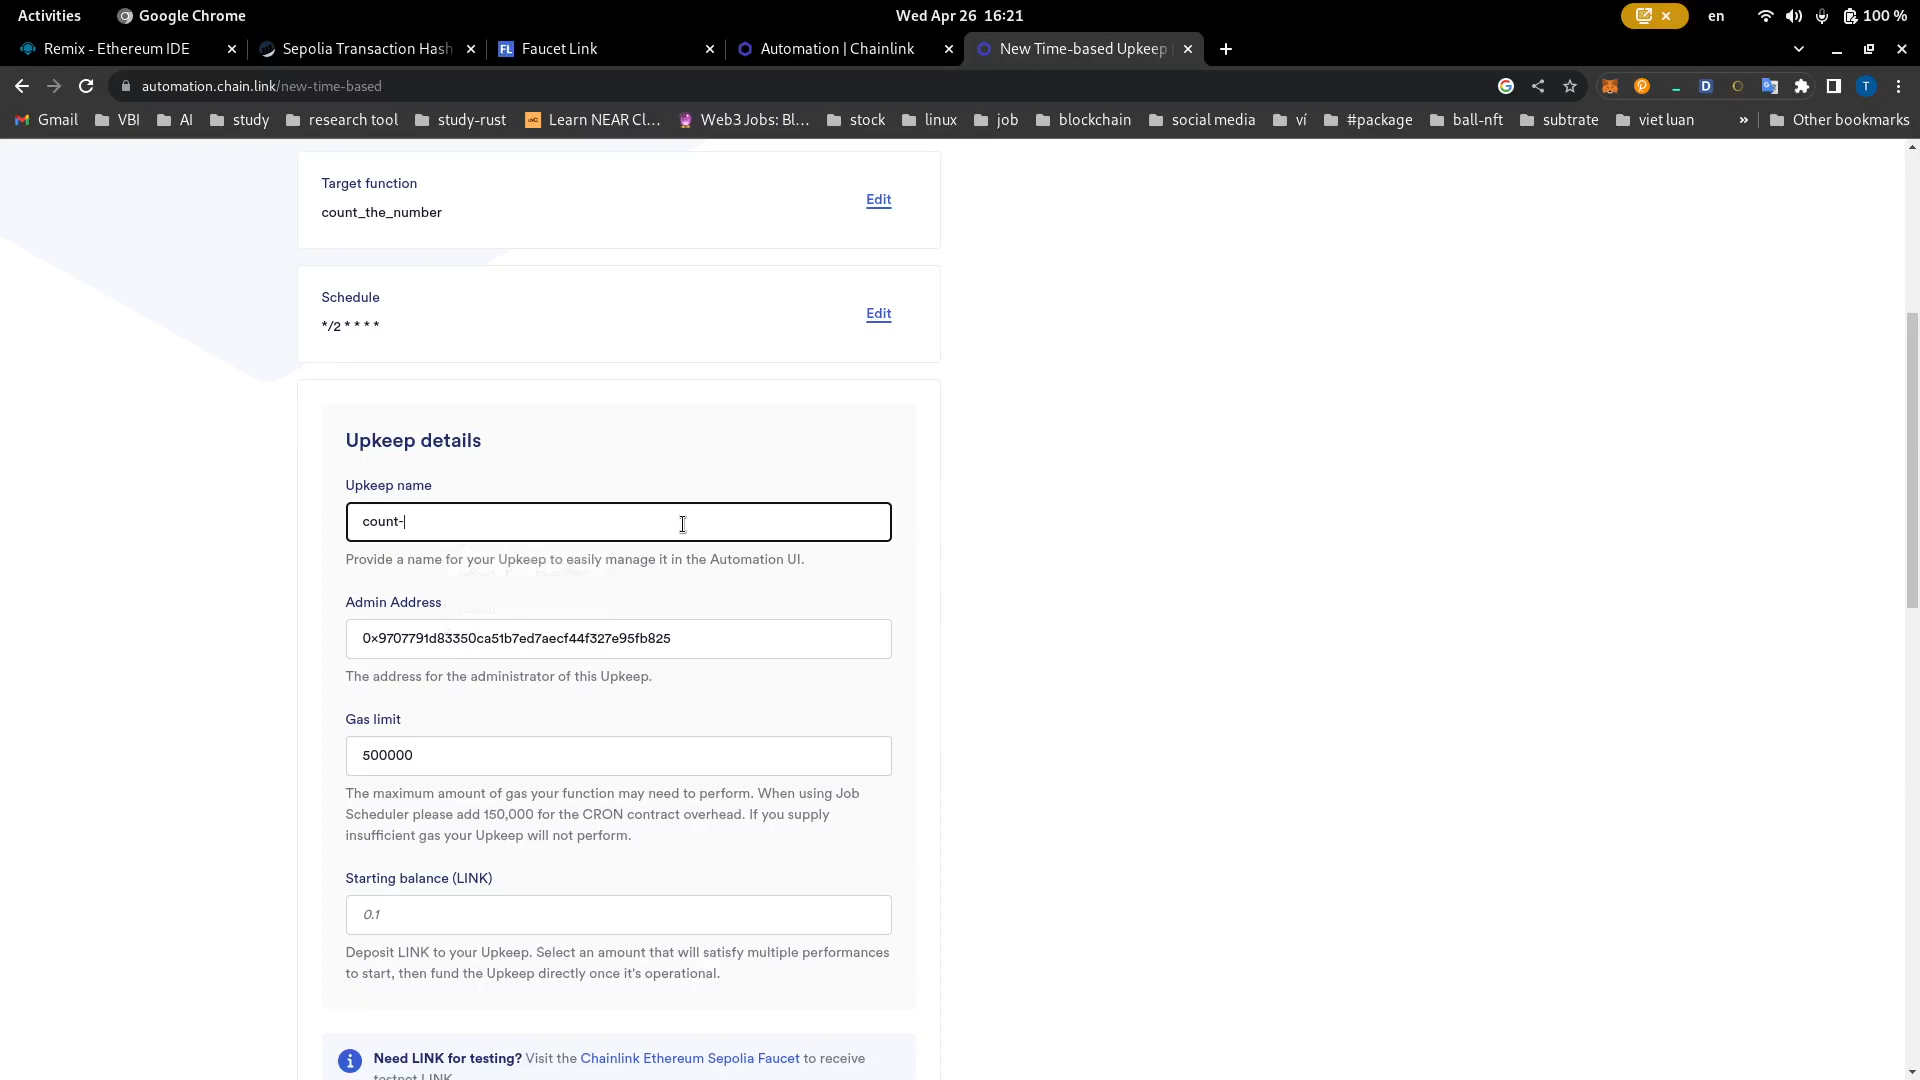 Activities
Google Chrome
Wed Apr 26 16:21
en
100 %
Remix - Ethereum IDE
Sepolia Transaction Hash
FL
Faucet Link
Automation | Chainlink
New Time-based Upkeep
automation.chain.link/new-time-based
T
Gmail
VBI
AI
study
research tool
study-rust
Learn NEAR Cl...
Web3 Jobs: Bl...
stock
linux
job
blockchain
social media
ví
#package
ball-nft
subtrate
viet luan
»
Other bookmarks
Target function
count_the_number
Edit
Schedule
*/2 * * * *
Edit
Upkeep details
Upkeep name
count-
Provide a name for your Upkeep to easily manage it in the Automation UI.
Admin Address
0x9707791d83350ca51b7ed7aecf44f327e95fb825
The address for the administrator of this Upkeep.
Gas limit
500000
The maximum amount of gas your function may need to perform. When using Job
Scheduler please add 150,000 for the CRON contract overhead. If you supply
insufficient gas your Upkeep will not perform.
Starting balance (LINK)
0.1
Deposit LINK to your Upkeep. Select an amount that will satisfy multiple performances
to start, then fund the Upkeep directly once it's operational.
Need LINK for testing? Visit the Chainlink Ethereum Sepolia Faucet to receive
testnet LINK